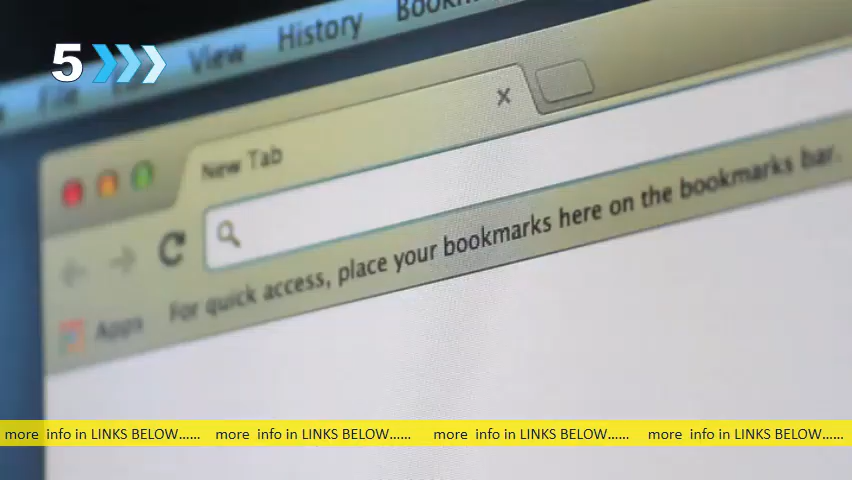 File View History
5
New Tab
For quick access, place your bookmarks here on the bookmarks bar.
Apps
more info in LINKS BELOW...... more info in LINKS BELOW...... more info in LINKS BELOW...... more info in LINKS BELOW......